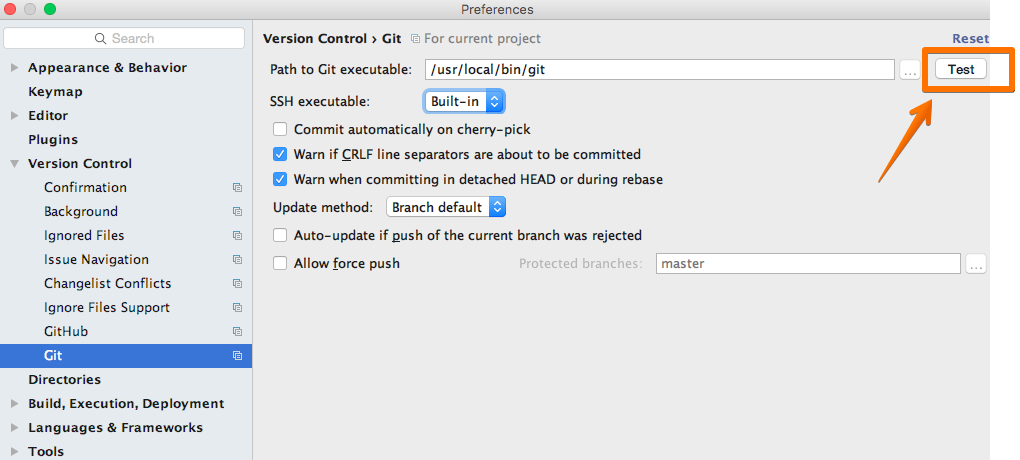 Preferences
Search
Appearance & Behavior
Keymap
Editor
Plugins
Version Control
Confirmation
Background
Ignored Files
Issue Navigation
Changelist Conflicts
Ignore Files Support
GitHub
Git
Directories
Build, Execution, Deployment
Languages & Frameworks
Tools
Version Control › Git For current project Reset
Path to Git executable: /usr/local/bin/git ... Test
SSH executable: Built-in
Commit automatically on cherry-pick
Warn if CRLF line separators are about to be committed
Warn when committing in detached HEAD or during rebase
Update method: Branch default
Auto-update if push of the current branch was rejected
Allow force push Protected branches: master ...